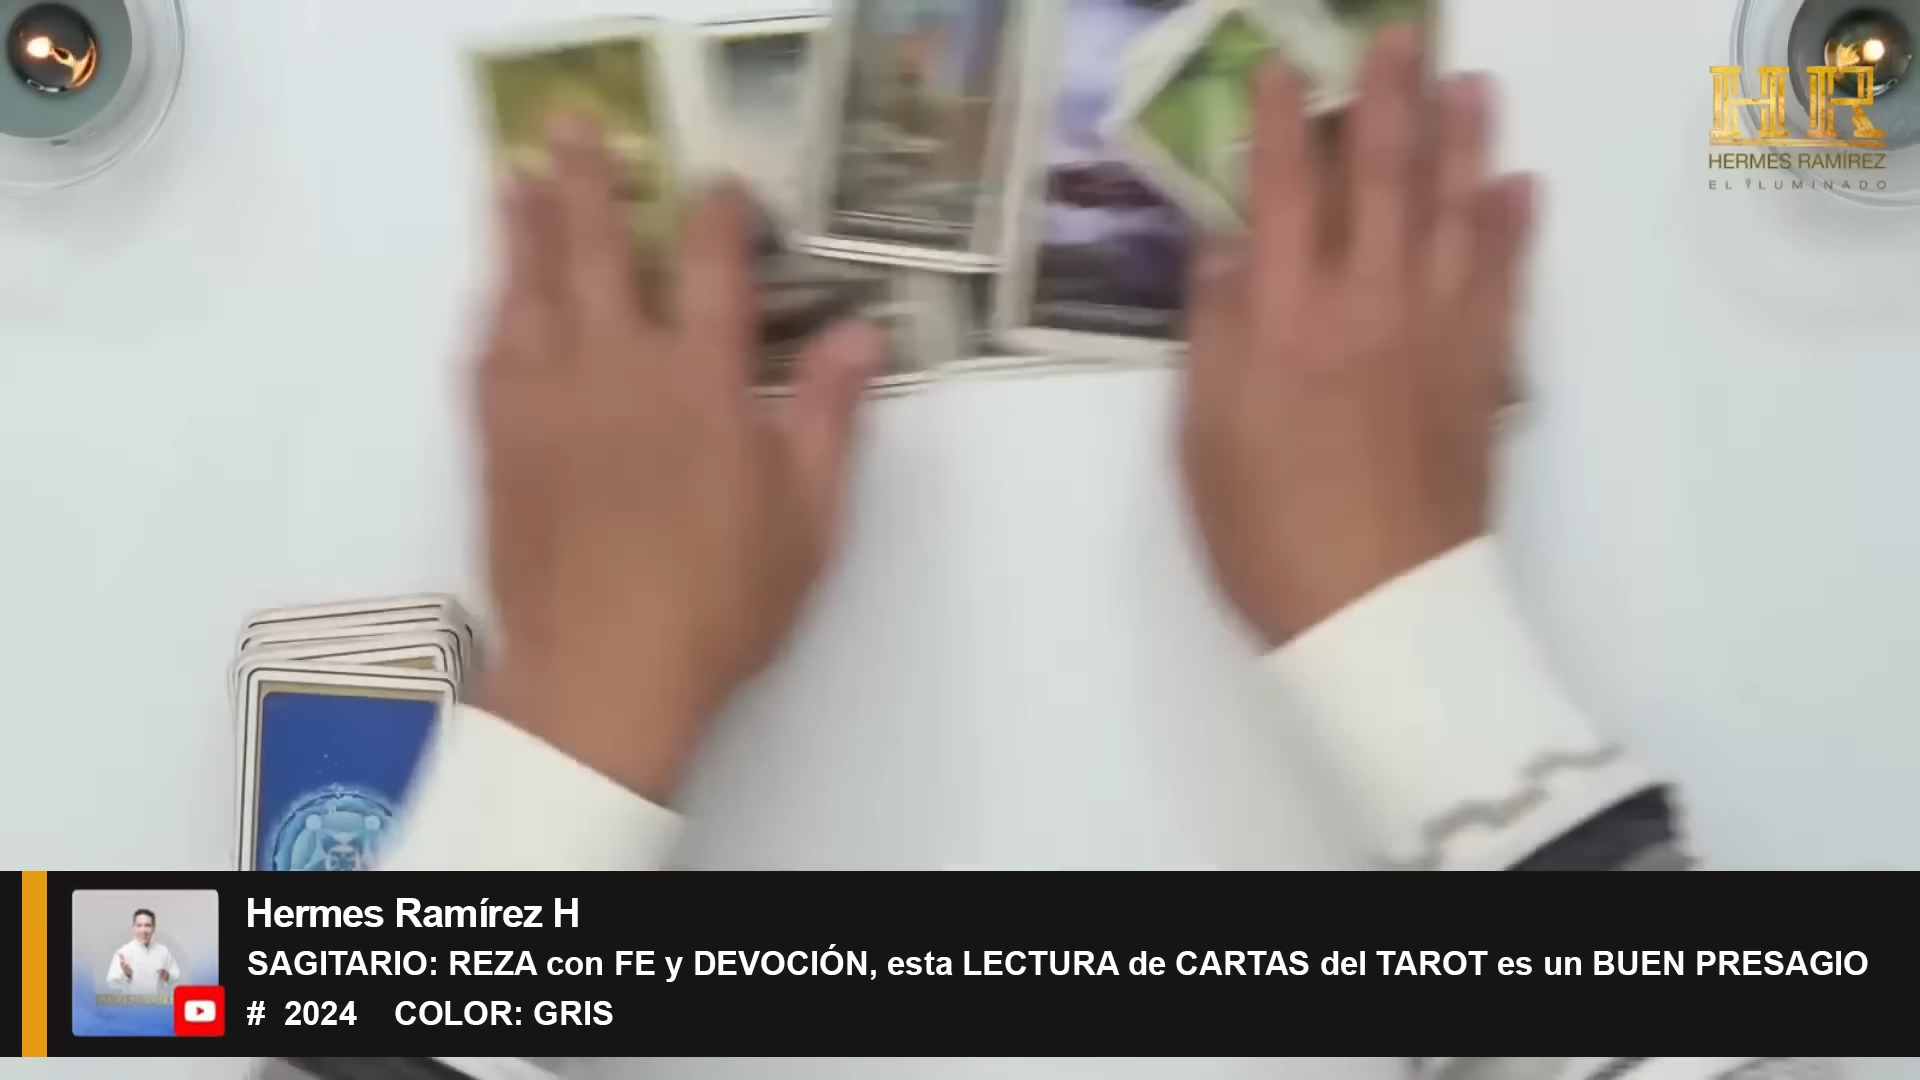 HR
HERMES RAMÍREZ
EL ILUMINADO
Hermes Ramírez H
SAGITARIO: REZA con FE y DEVOCIÓN, esta LECTURA de CARTAS del TAROT es un BUEN PRESAGIO
# 2024 COLOR: GRIS